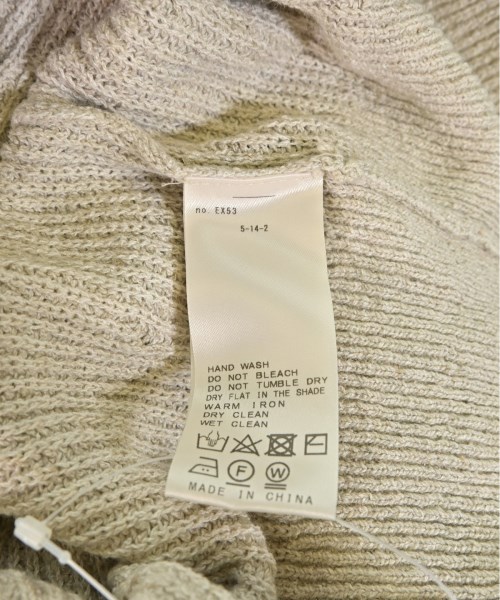 no. EX53
5-14-2
HAND WASH
DO NOT BLEACH
DO NOT TUMBLE DRY
DRY FLAT IN THE SHADE
WARM IRON
DRY CLEAN
WET CLEAN
F W
MADE IN CHINA